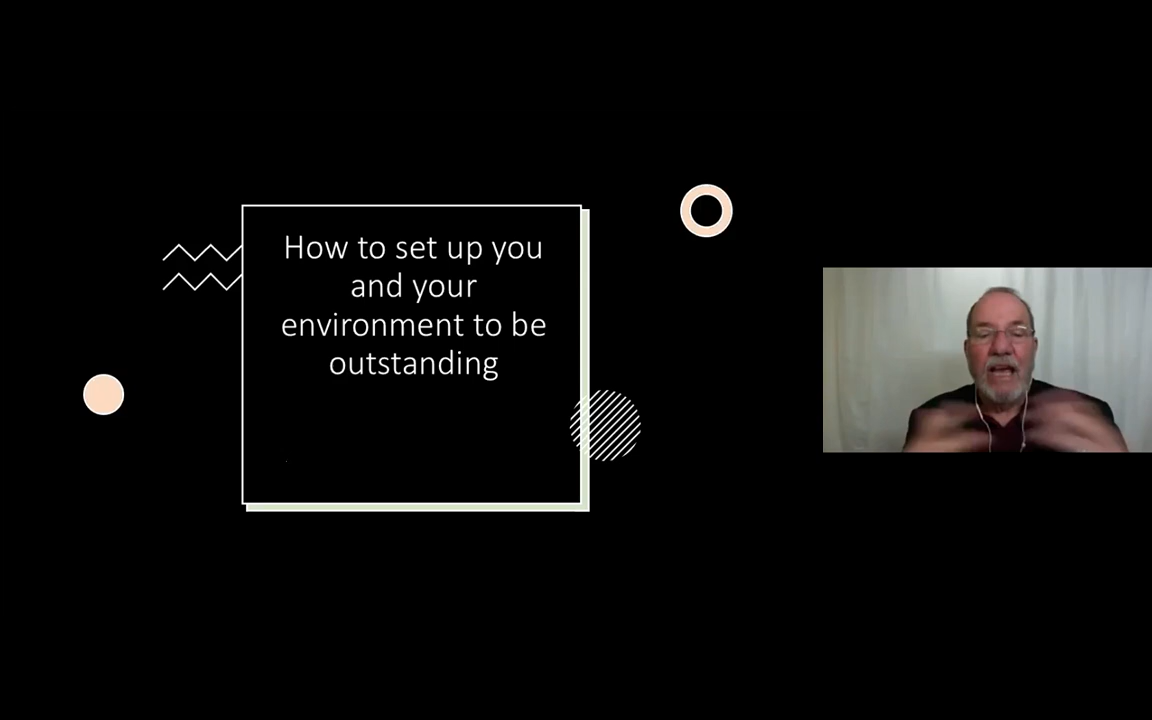 How to set up you
and your
environment to be
outstanding